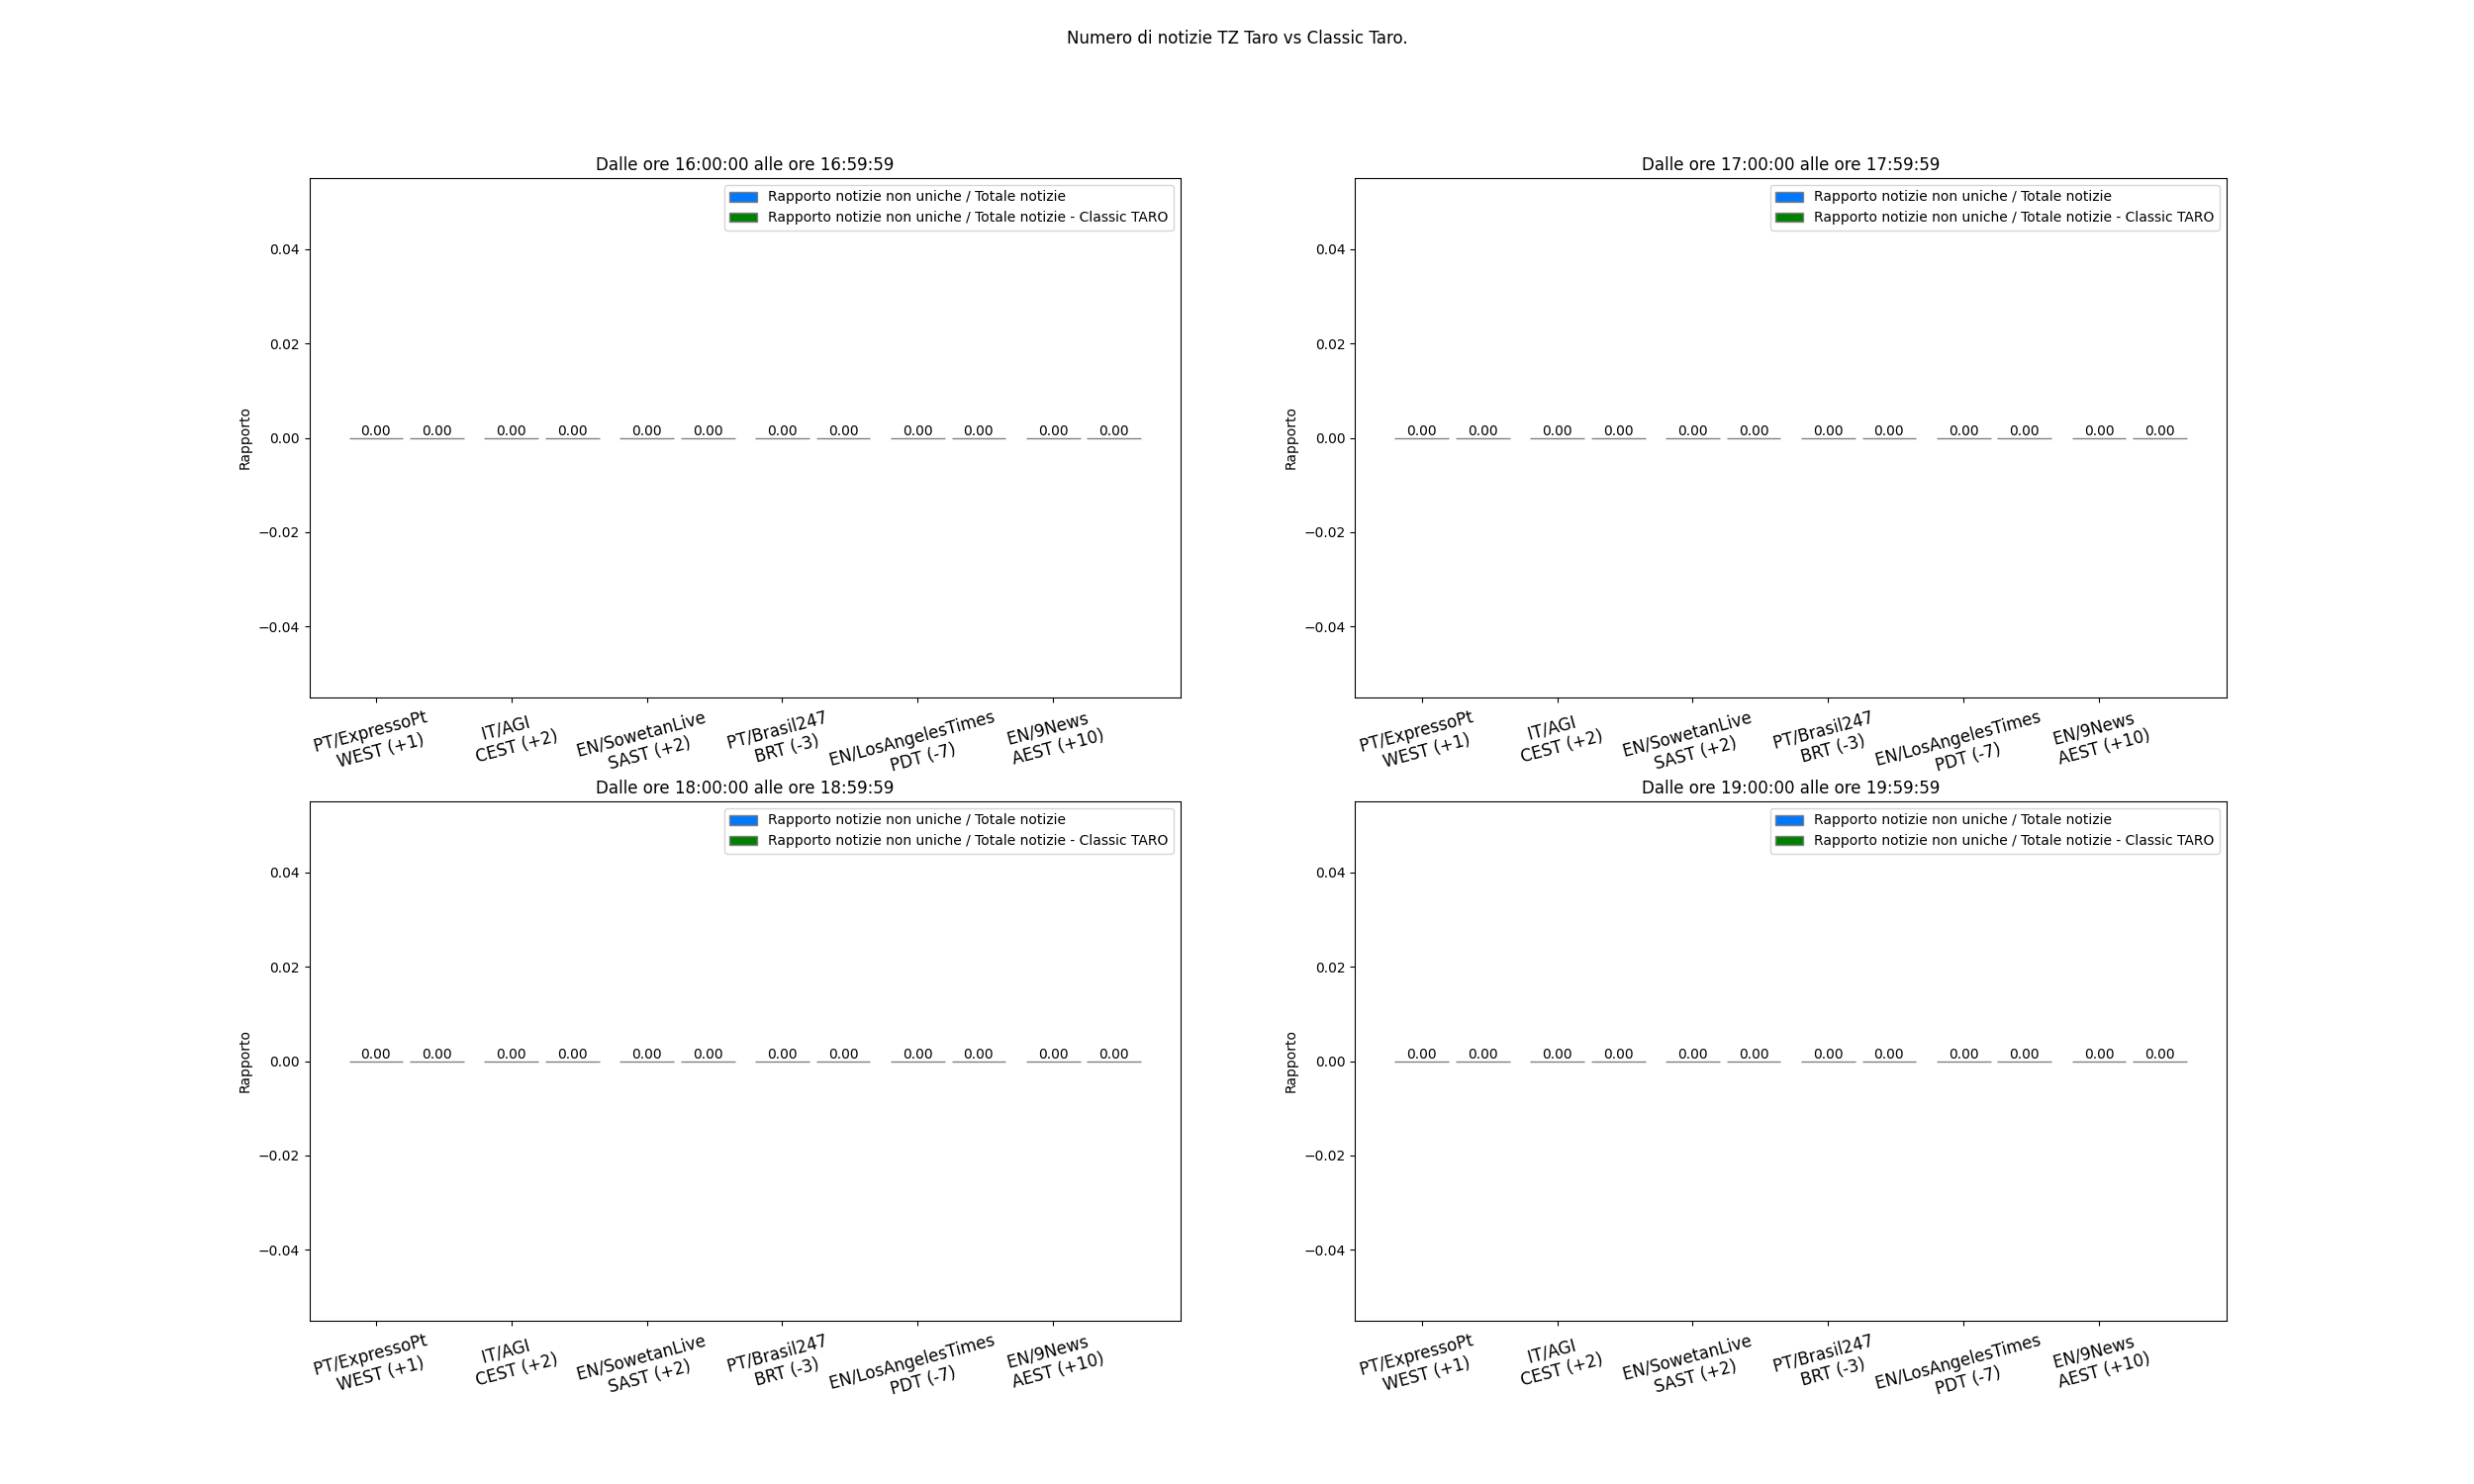 Numero di notizie TZ Taro vs Classic Taro.
Dalle ore 16:00:00 alle ore 16:59:59
Rapporto notizie non uniche / Totale notizie
Rapporto notizie non uniche / Totale notizie - Classic TARO
0.04
0.02
0.00
−0.02
−0.04
Rapporto
0.00 0.00 0.00 0.00 0.00 0.00 0.00 0.00 0.00 0.00 0.00 0.00
PT/ExpressoPt
WEST (+1)
IT/AGI
CEST (+2)
EN/SowetanLive
SAST (+2)
PT/Brasil247
BRT (-3)
EN/LosAngelesTimes
PDT (-7)
EN/9News
AEST (+10)
Dalle ore 17:00:00 alle ore 17:59:59
Rapporto notizie non uniche / Totale notizie
Rapporto notizie non uniche / Totale notizie - Classic TARO
0.04
0.02
0.00
−0.02
−0.04
Rapporto
0.00 0.00 0.00 0.00 0.00 0.00 0.00 0.00 0.00 0.00 0.00 0.00
PT/ExpressoPt
WEST (+1)
IT/AGI
CEST (+2)
EN/SowetanLive
SAST (+2)
PT/Brasil247
BRT (-3)
EN/LosAngelesTimes
PDT (-7)
EN/9News
AEST (+10)
Dalle ore 18:00:00 alle ore 18:59:59
Rapporto notizie non uniche / Totale notizie
Rapporto notizie non uniche / Totale notizie - Classic TARO
0.04
0.02
0.00
−0.02
−0.04
Rapporto
0.00 0.00 0.00 0.00 0.00 0.00 0.00 0.00 0.00 0.00 0.00 0.00
PT/ExpressoPt
WEST (+1)
IT/AGI
CEST (+2)
EN/SowetanLive
SAST (+2)
PT/Brasil247
BRT (-3)
EN/LosAngelesTimes
PDT (-7)
EN/9News
AEST (+10)
Dalle ore 19:00:00 alle ore 19:59:59
Rapporto notizie non uniche / Totale notizie
Rapporto notizie non uniche / Totale notizie - Classic TARO
0.04
0.02
0.00
−0.02
−0.04
Rapporto
0.00 0.00 0.00 0.00 0.00 0.00 0.00 0.00 0.00 0.00 0.00 0.00
PT/ExpressoPt
WEST (+1)
IT/AGI
CEST (+2)
EN/SowetanLive
SAST (+2)
PT/Brasil247
BRT (-3)
EN/LosAngelesTimes
PDT (-7)
EN/9News
AEST (+10)